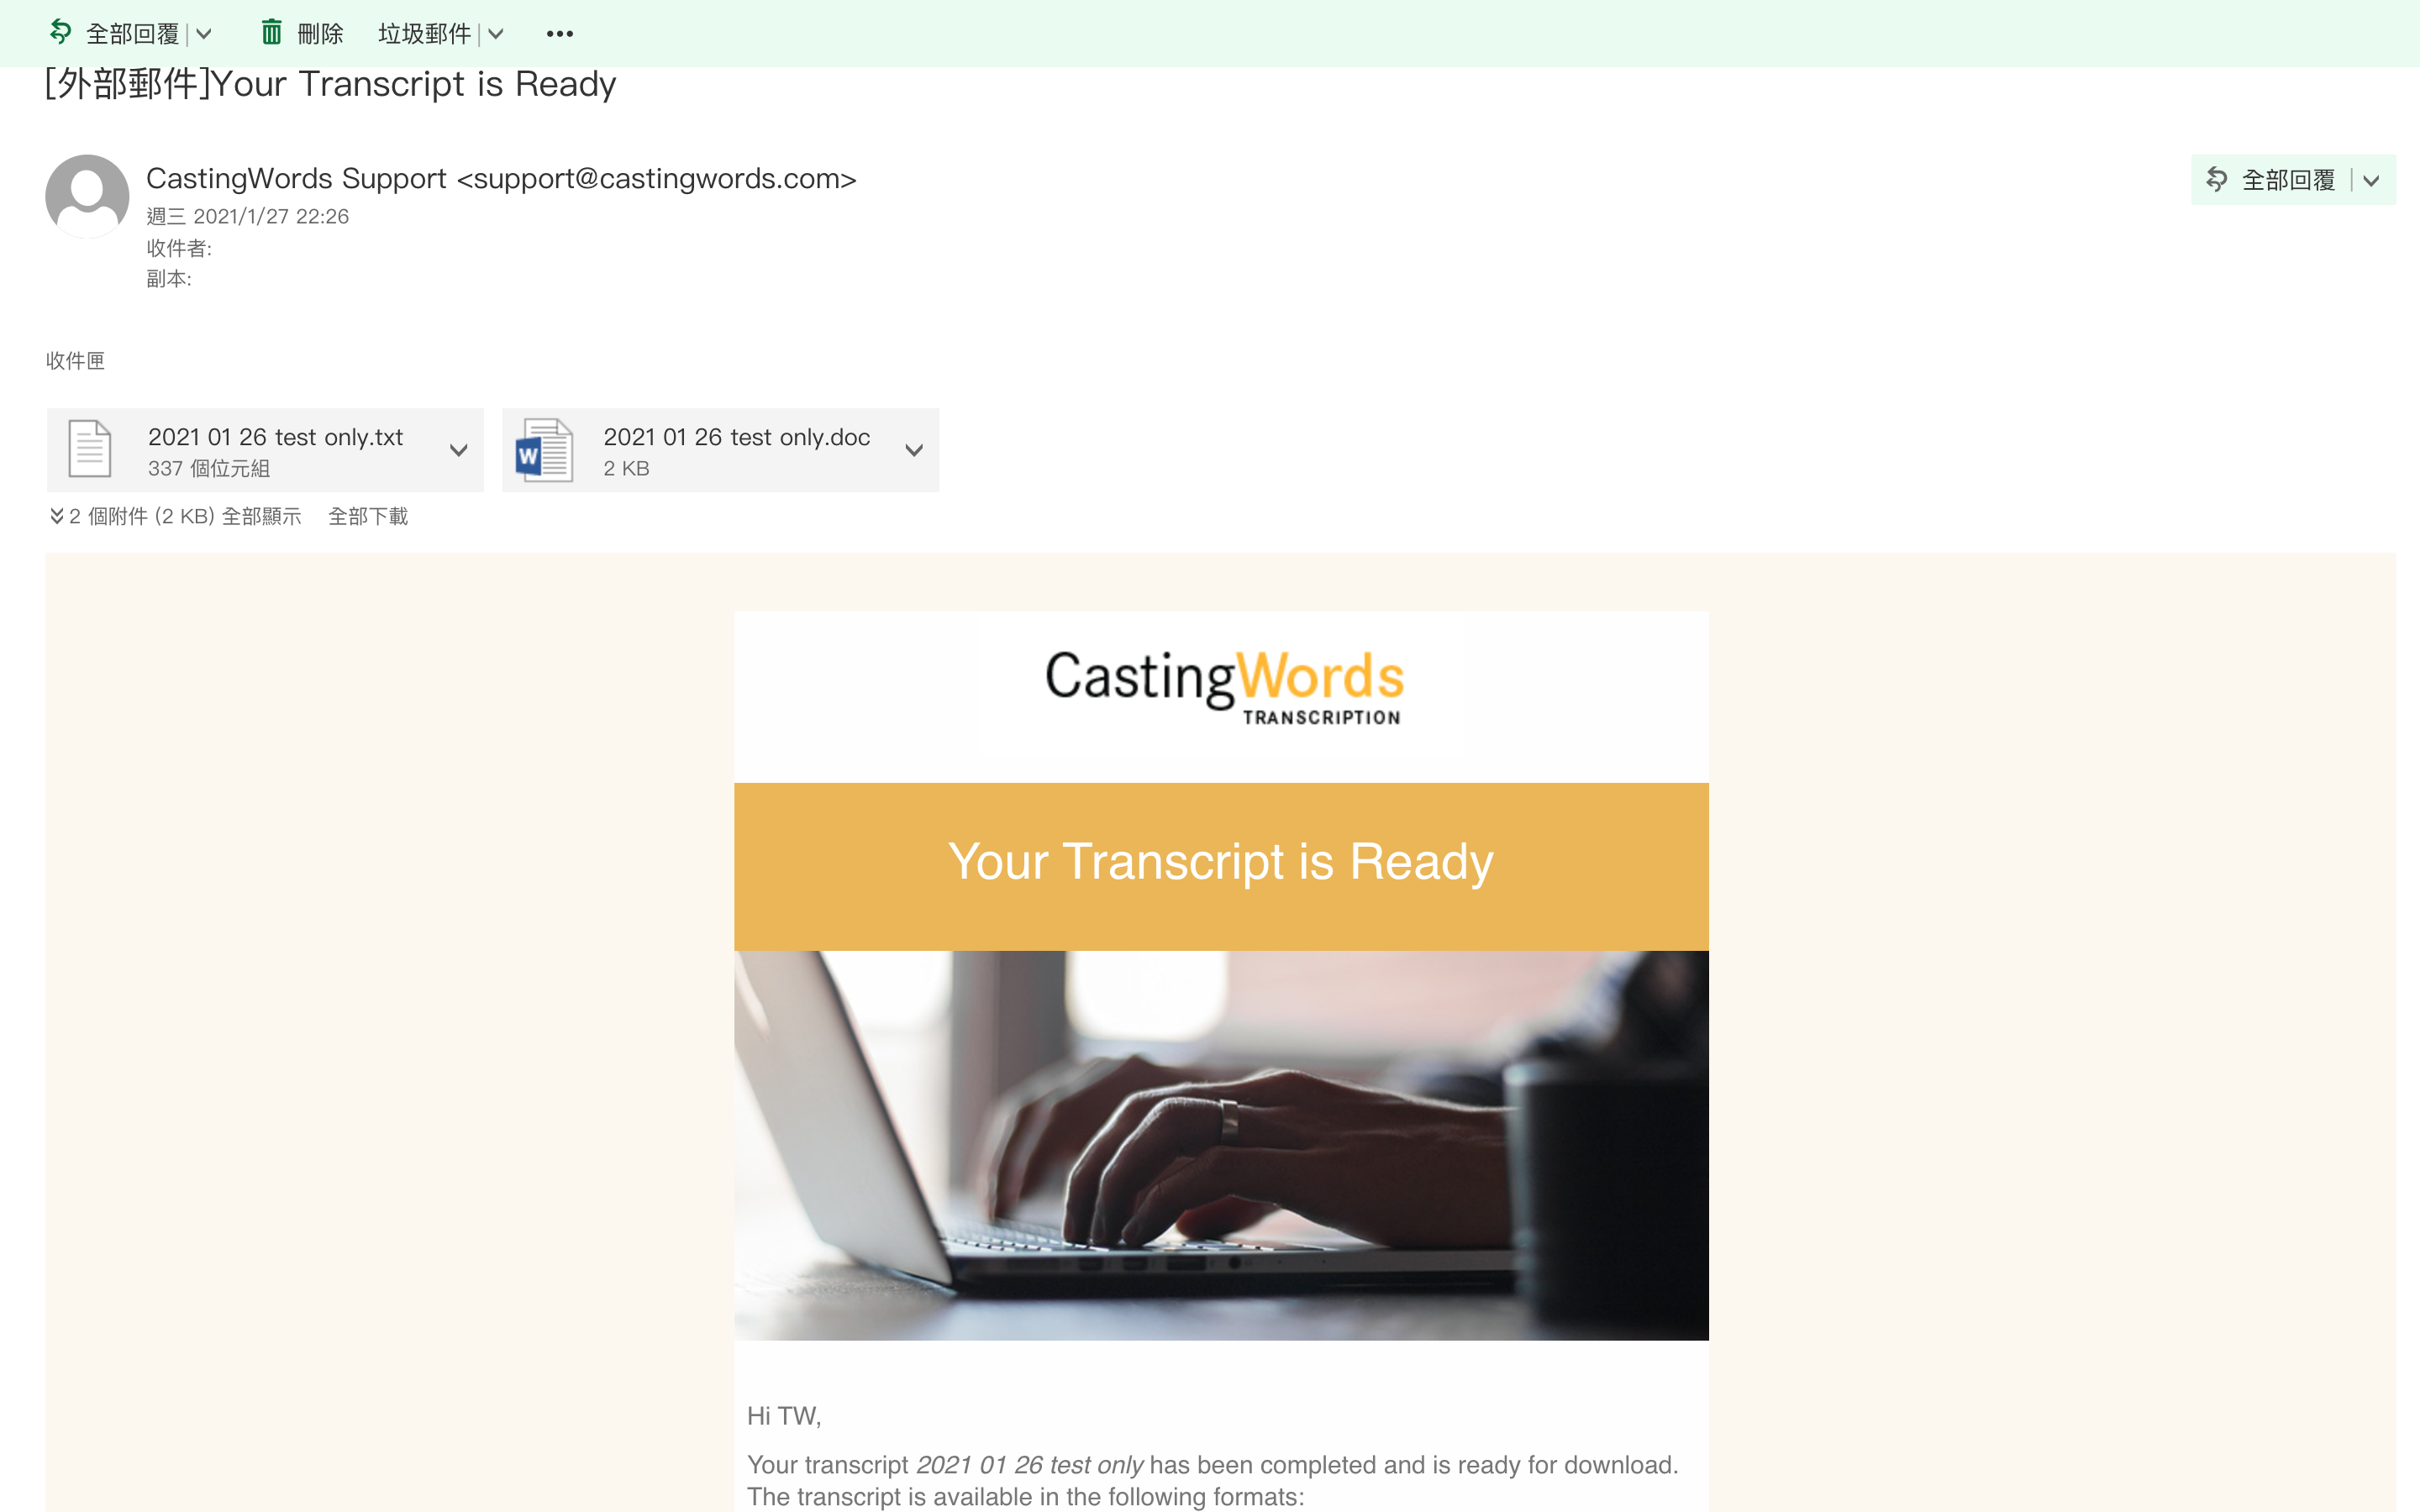 全部回覆 刪除 垃圾郵件
[外部郵件]Your Transcript is Ready
CastingWords Support <support@castingwords.com>
全部回覆
週三 2021/1/27 22:26
收件者:
副本:
收件匣
2021 01 26 test only.txt
337 個位元組
2021 01 26 test only.doc
2 KB
2 個附件 (2 KB) 全部顯示 全部下載
CastingWords
TRANSCRIPTION
Your Transcript is Ready
Hi TW,
Your transcript 2021 01 26 test only has been completed and is ready for download.
The transcript is available in the following formats: